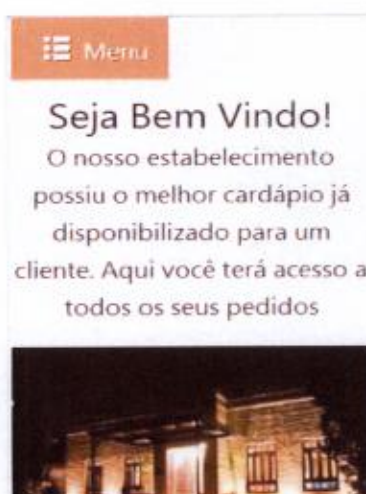 Menu
Seja Bem Vindo!
O nosso estabelecimento
possiu o melhor cardápio já
disponibilizado para um
cliente. Aqui você terá acesso a
todos os seus pedidos